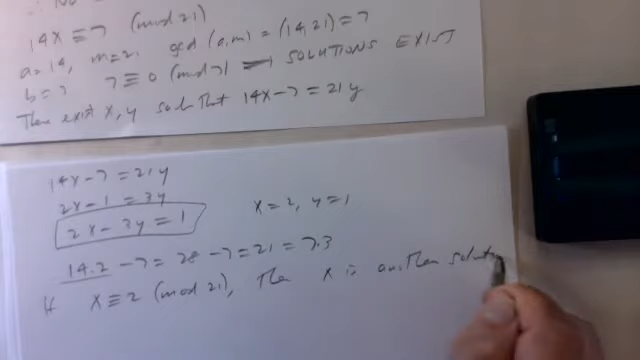 No
14x ≡ 7 (mod 21)
a = 14, m = 21 gcd (a,m) = (14,21) = 7
b = 7 7 ≡ 0 (mod 7) → SOLUTIONS EXIST
Then exist x, y such that 14x - 7 = 21y
14x - 7 = 21y
2x - 1 = 3y
2x - 3y = 1 x = 2, y = 1
14.2 - 7 = 28 - 7 = 21 = 7.3
If x ≡ 2 (mod 21), then x is another solution